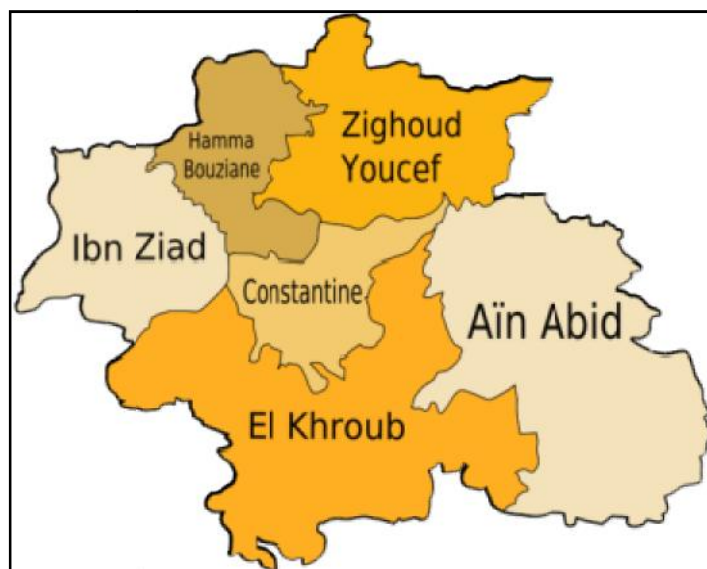 Zighoud
Youcef
Hamma
Bouziane
Ibn Ziad
Constantine
Aïn Abid
El Khroub